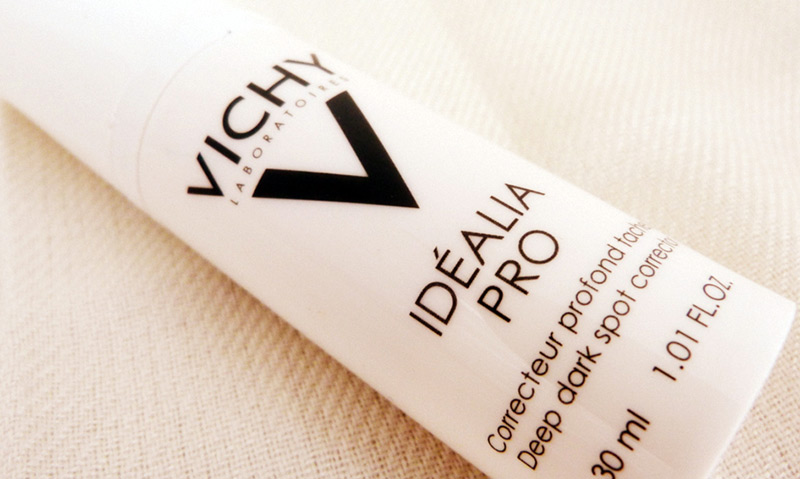 VICHY
LABORATOIRES
IDÉALIA
PRO
Correcteur profond
Deep dark spot
30 ml 1.01 FL.OZ.